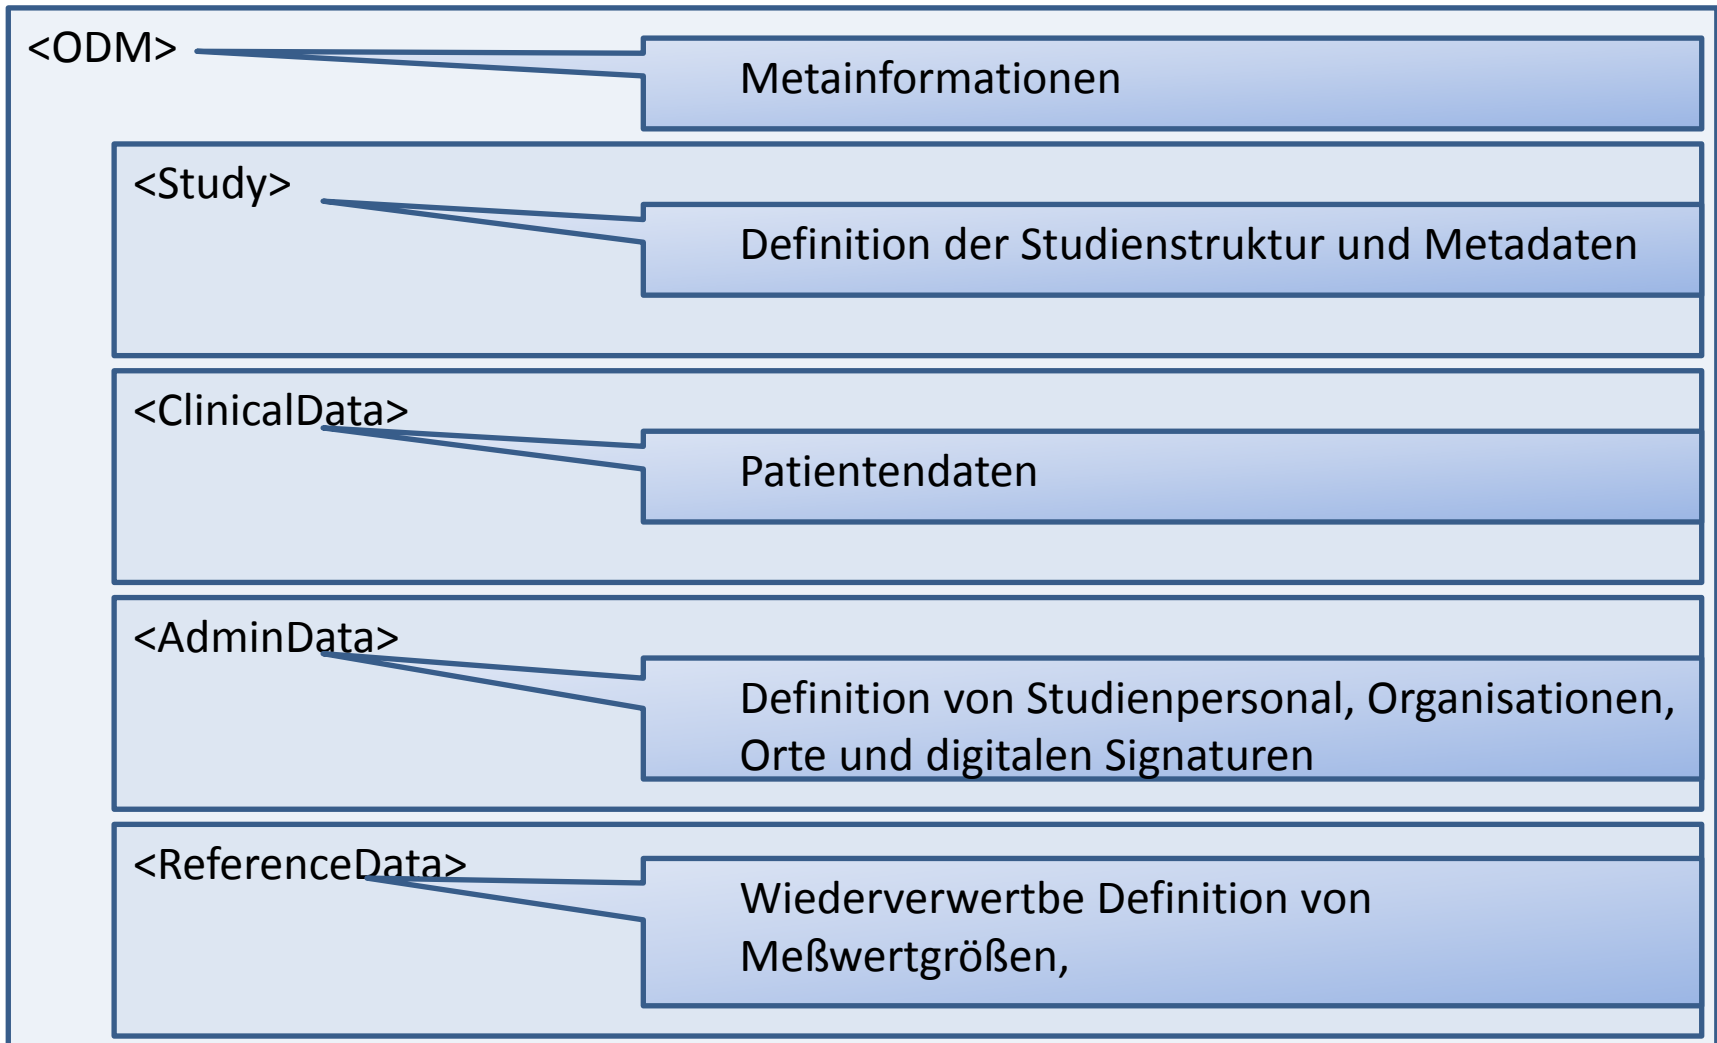 <ODM>
Metainformationen
<Study>
Definition der Studienstruktur und Metadaten
<ClinicalData>
Patientendaten
<AdminData>
Definition von Studienpersonal, Organisationen,
Orte und digitalen Signaturen
<ReferenceData>
Wiederverwertbe Definition von
Meßwertgrößen,